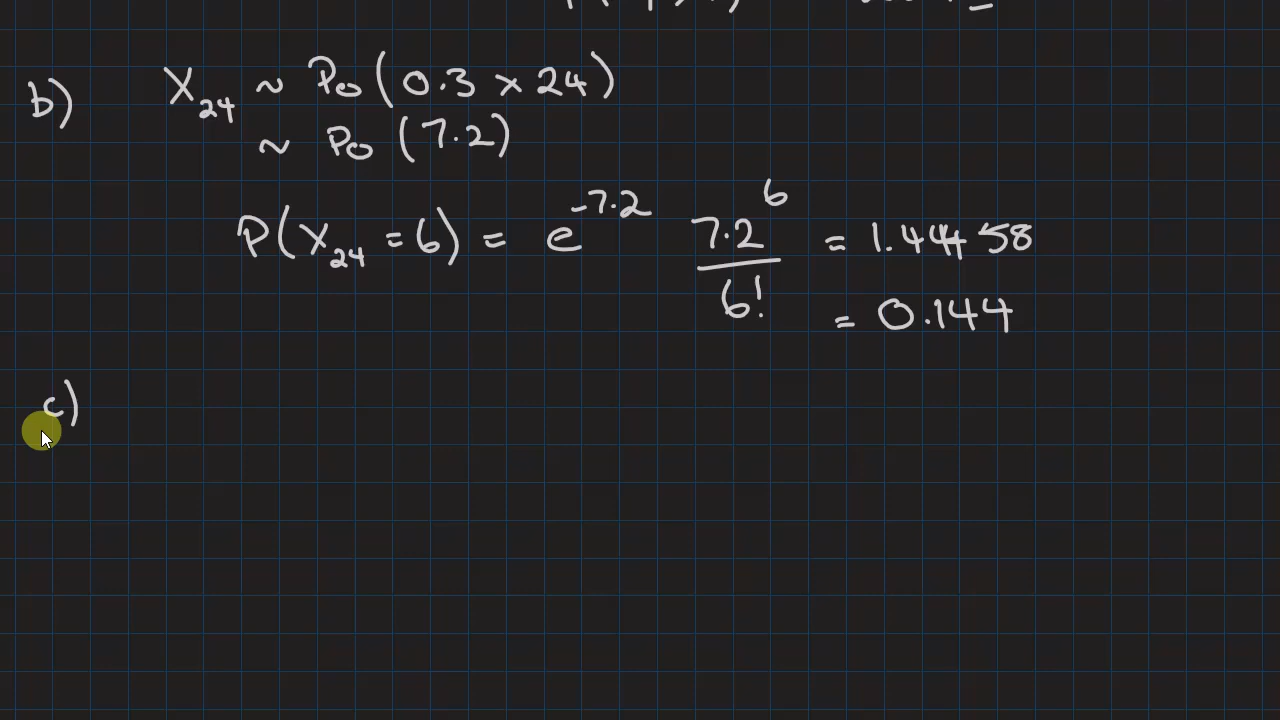 b) X₂₄ ~ Po(0.3 × 24)
~ Po (7.2)
P(X₂₄ = 6) = e^-7.2 7.2^6/6! = 1.44458
= 0.144
c)